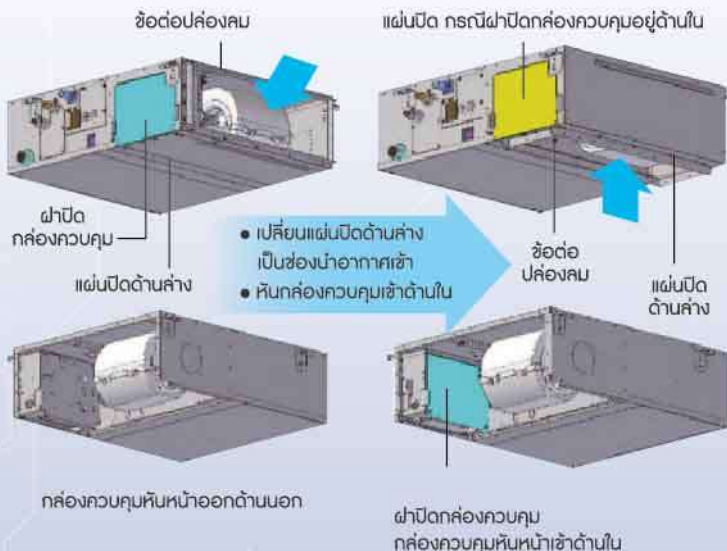 ข้อต่อปล่องลม
แผ่นปิด กรณีฝาปิดกล่องควบคุมอยู่ด้านใน
ฝาปิด
กล่องควบคุม
แผ่นปิดด้านล่าง
• เปลี่ยนแผ่นปิดด้านล่าง
เป็นช่องนำอากาศเข้า
• หันกล่องควบคุมเข้าด้านใน
ข้อต่อ
ปล่องลม
แผ่นปิด
ด้านล่าง
กล่องควบคุมหันหน้าออกด้านนอก
ฝาปิดกล่องควบคุม
กล่องควบคุมหันหน้าเข้าด้านใน